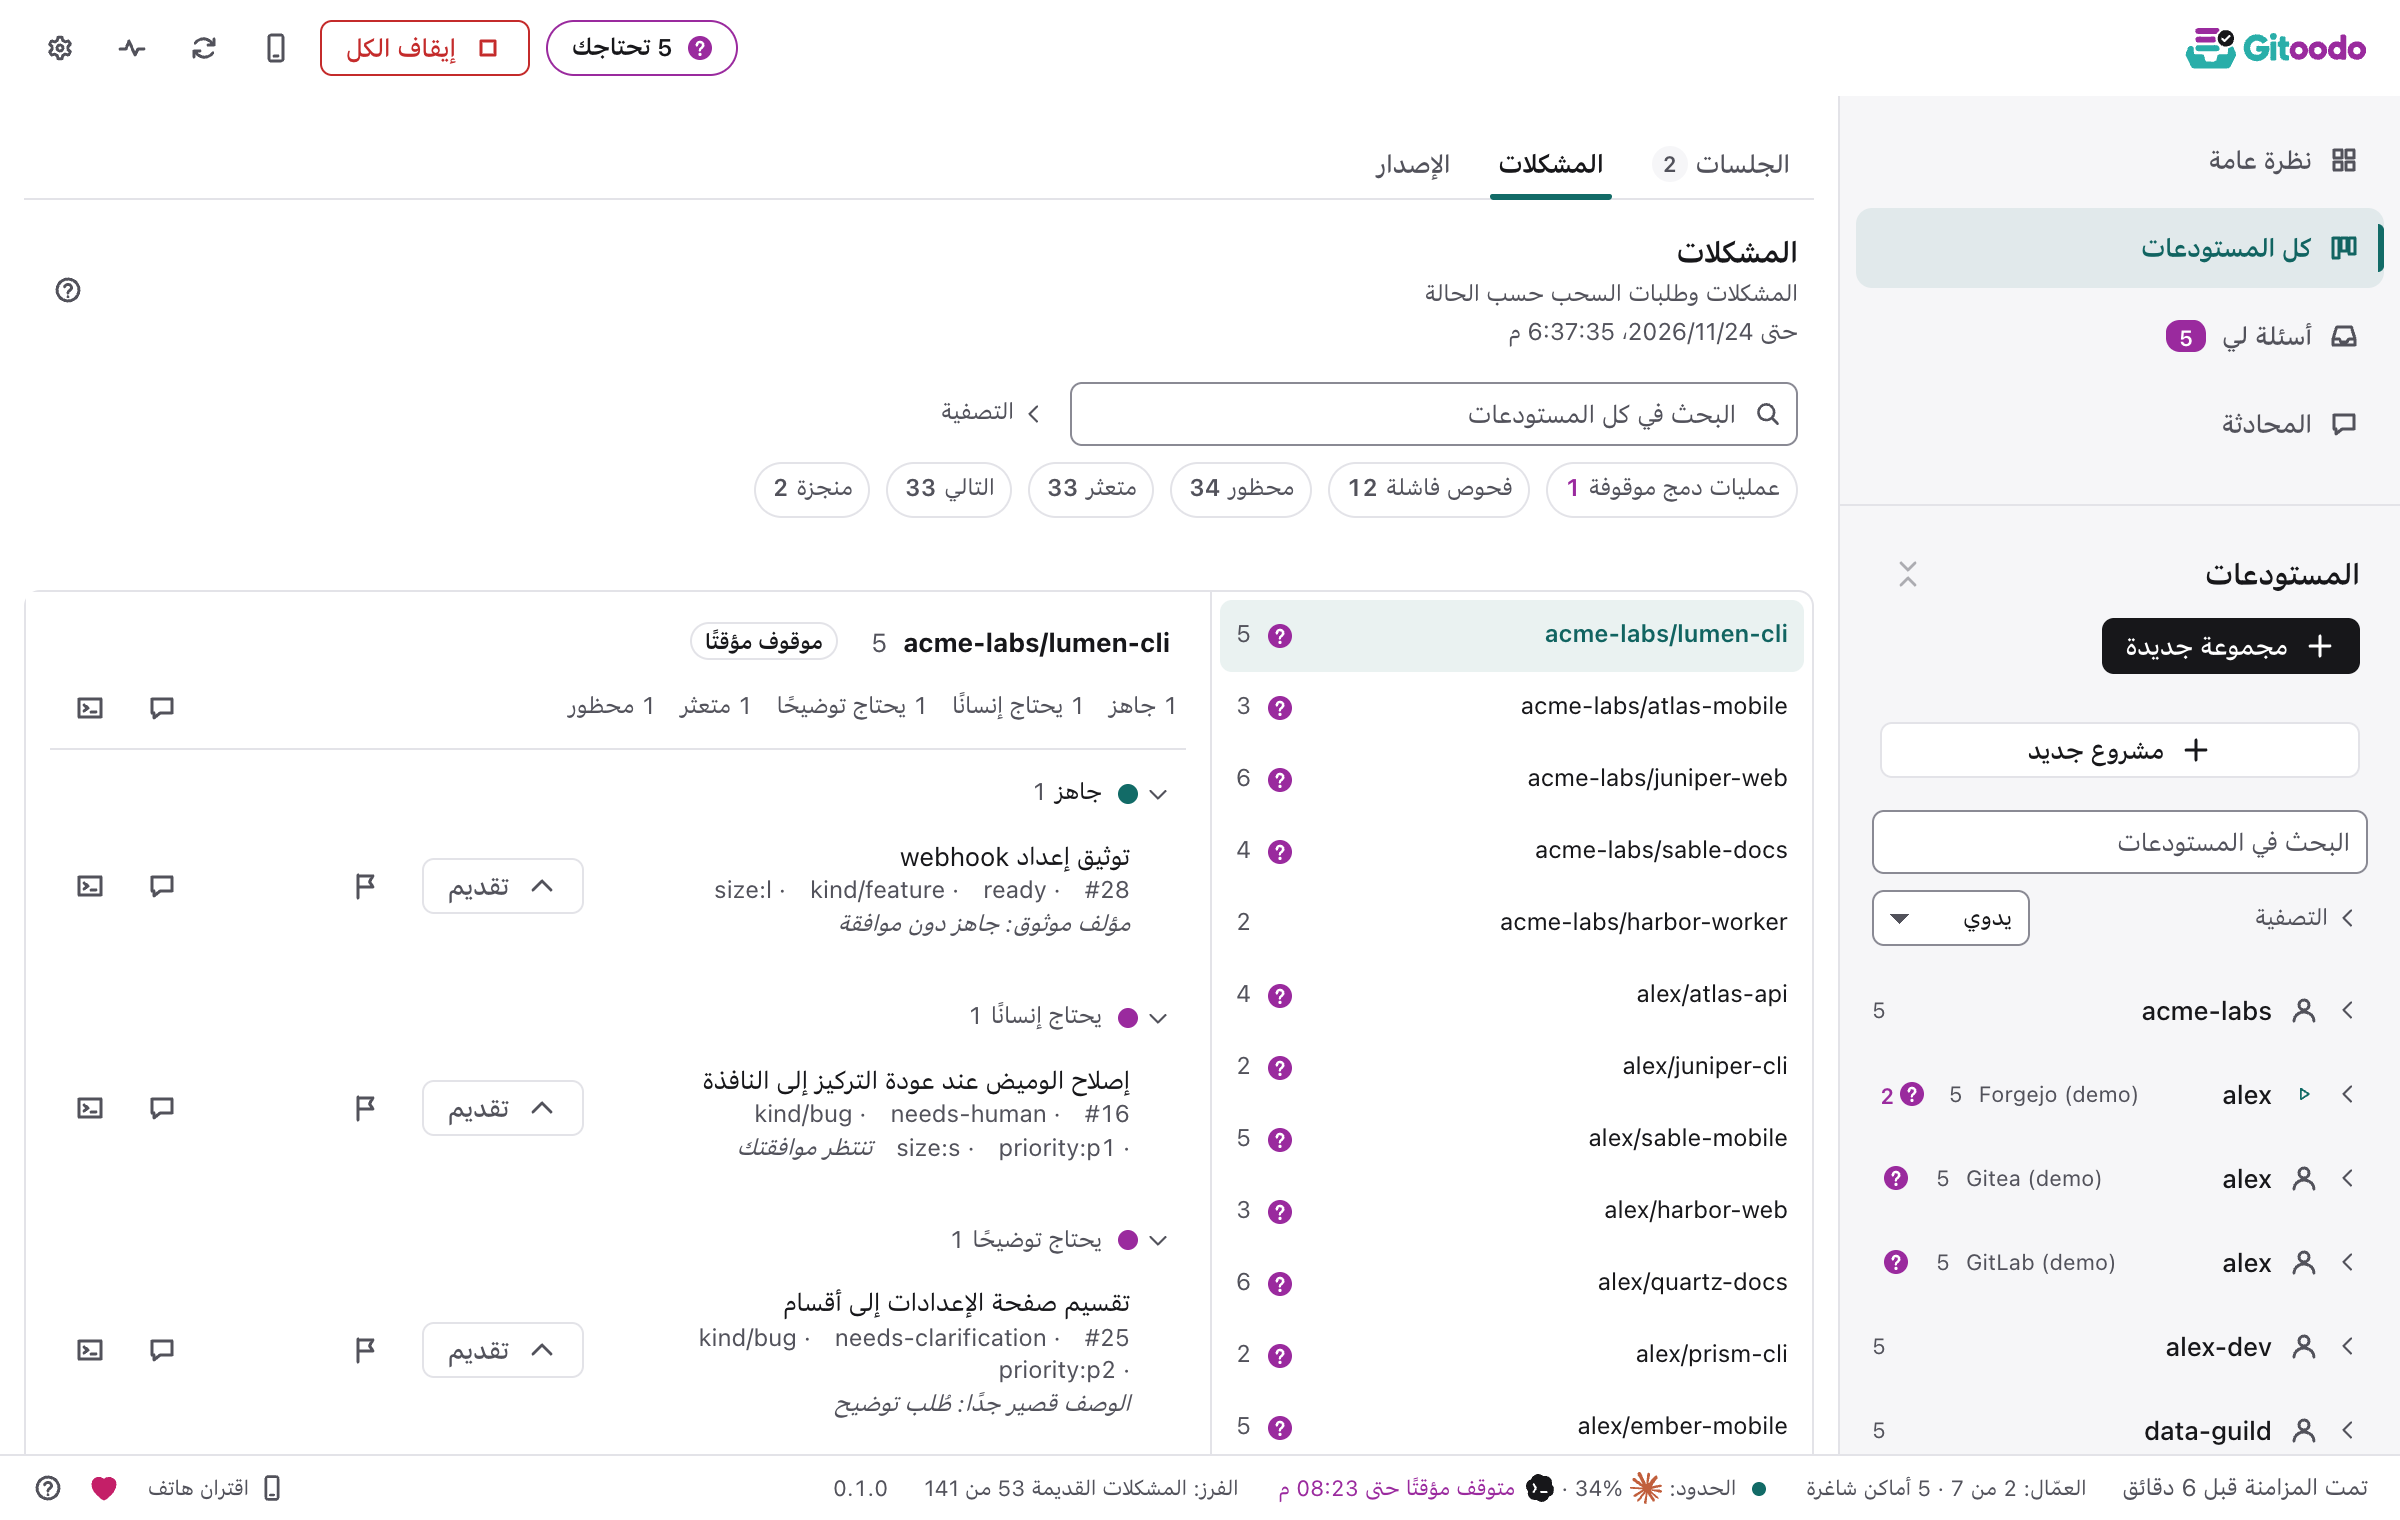 Gitoodo
5 تحتاجك
إيقاف الكل
نظرة عامة
كل المستودعات
أسئلة لي 5
المحادثة
المستودعات
مجموعة جديدة
مشروع جديد
البحث في المستودعات
التصفية
يدوي
acme-labs 5
alex Forgejo (demo) 5 2
alex Gitea (demo) 5
alex GitLab (demo) 5
alex-dev 5
data-guild 5
الجلسات 2
المشكلات
الإصدار
المشكلات
المشكلات وطلبات السحب حسب الحالة
حتى 2026/11/24، 6:37:35 م
البحث في كل المستودعات
التصفية
عمليات دمج موقوفة 1
فحوص فاشلة 12
محظور 34
متعثر 33
التالي 33
منجزة 2
acme-labs/lumen-cli 5
acme-labs/atlas-mobile 3
acme-labs/juniper-web 6
acme-labs/sable-docs 4
acme-labs/harbor-worker 2
alex/atlas-api 4
alex/juniper-cli 2
alex/sable-mobile 5
alex/harbor-web 3
alex/quartz-docs 6
alex/prism-cli 2
alex/ember-mobile 5
acme-labs/lumen-cli 5 موقوف مؤقتًا
1 جاهز 1 يحتاج إنسانًا 1 يحتاج توضيحًا 1 متعثر 1 محظور
جاهز 1
توثيق إعداد webhook
#28 · ready · kind/feature · size:l
مؤلف موثوق: جاهز دون موافقة
تقديم
يحتاج إنسانًا 1
إصلاح الوميض عند عودة التركيز إلى النافذة
#16 · needs-human · kind/bug
· priority:p1 · size:s تنتظر موافقتك
تقديم
يحتاج توضيحًا 1
تقسيم صفحة الإعدادات إلى أقسام
#25 · needs-clarification · kind/bug
· priority:p2
الوصف قصير جدًا: طُلب توضيح
تقديم
تمت المزامنة قبل 6 دقائق
العمّال: 2 من 7 · 5 أماكن شاغرة
الحدود: 34% · متوقف مؤقتًا حتى 08:23 م
الفرز: المشكلات القديمة 53 من 141
0.1.0
اقتران هاتف